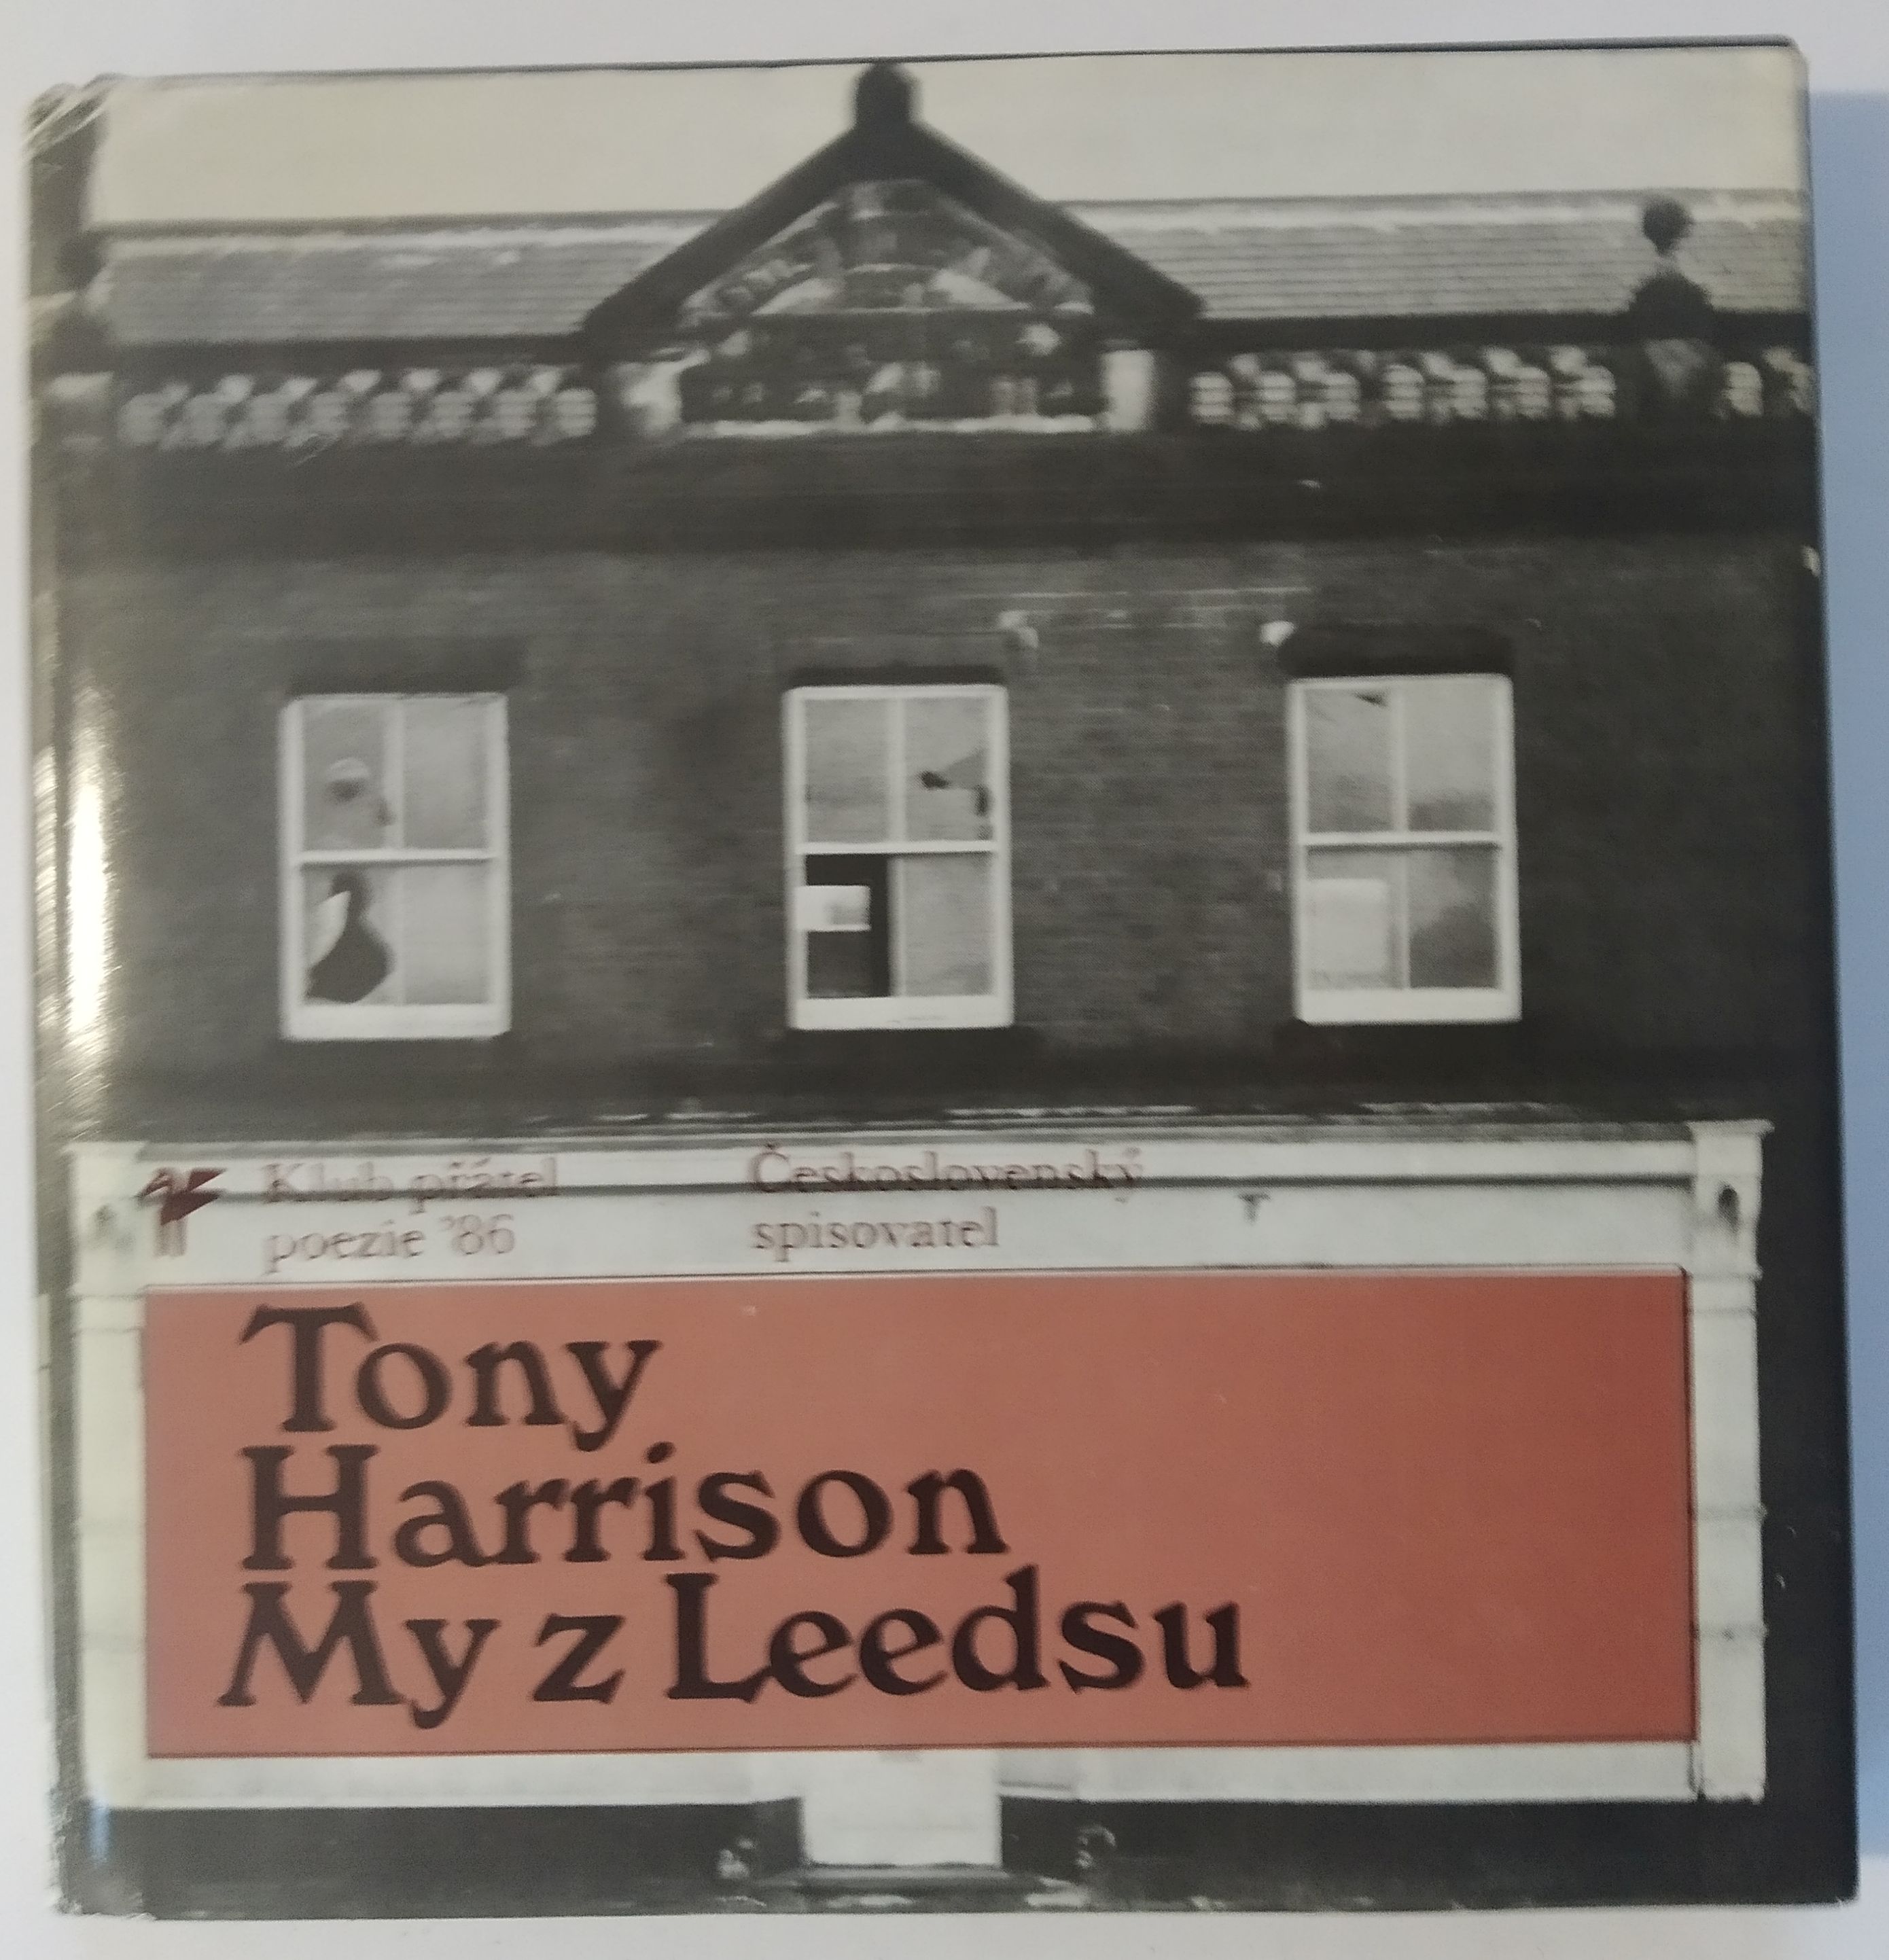 Klub přátel
poezie '86
Československý
spisovatel
Tony
Harrison
My z Leedsu